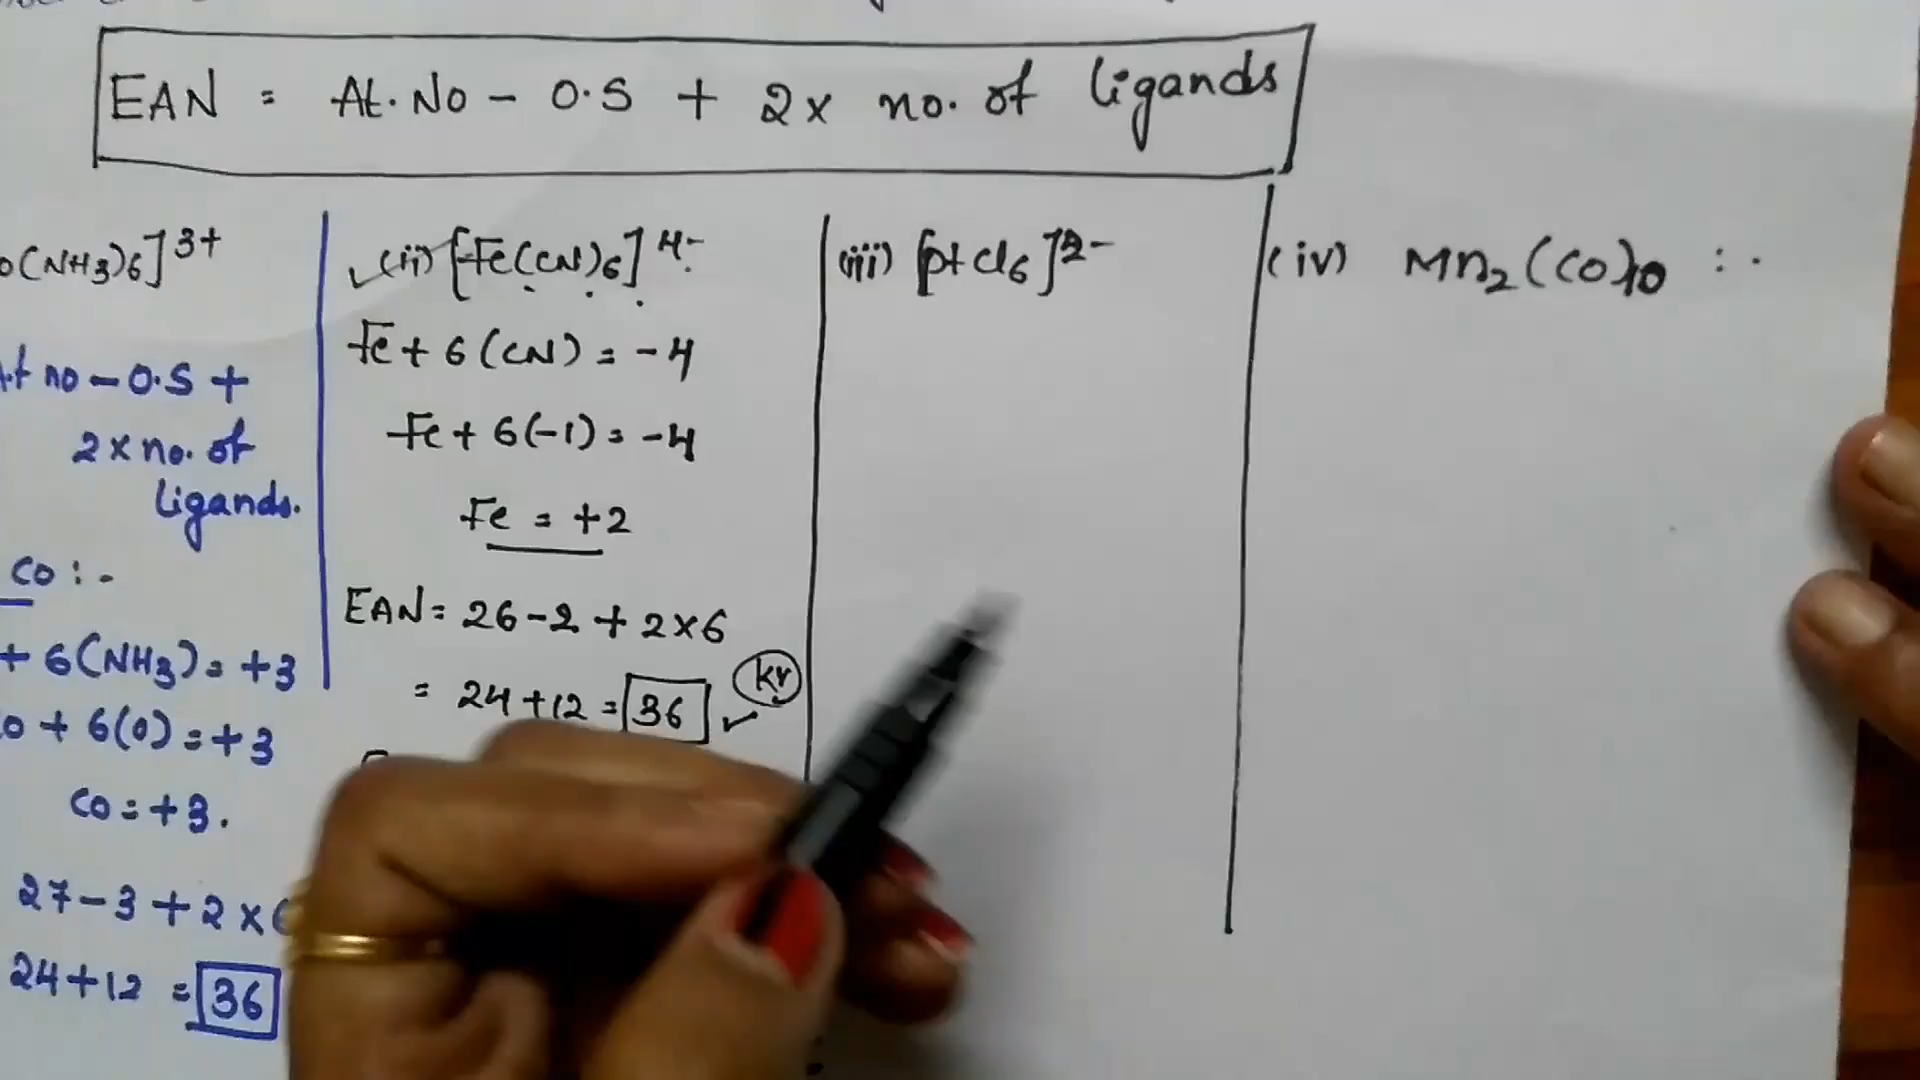 EAN = At.No - O.S + 2x no. of ligands
o(NH3)6]3+
At no - O.S +
2 x no. of
ligands.
CO :-
+ 6(NH3) = +3
o + 6(0) = +3
CO = +3.
27-3 + 2 x 6
24+12 = 36
(ii) [Fe(CN)6]4-
Fe + 6(CN) = -4
Fe + 6(-1) = -4
Fe = +2
EAN = 26-2 + 2x6
= 24+12 = 36 Kr
(iii) [ptCl6]2-
(iv) Mn2(CO)10 :-